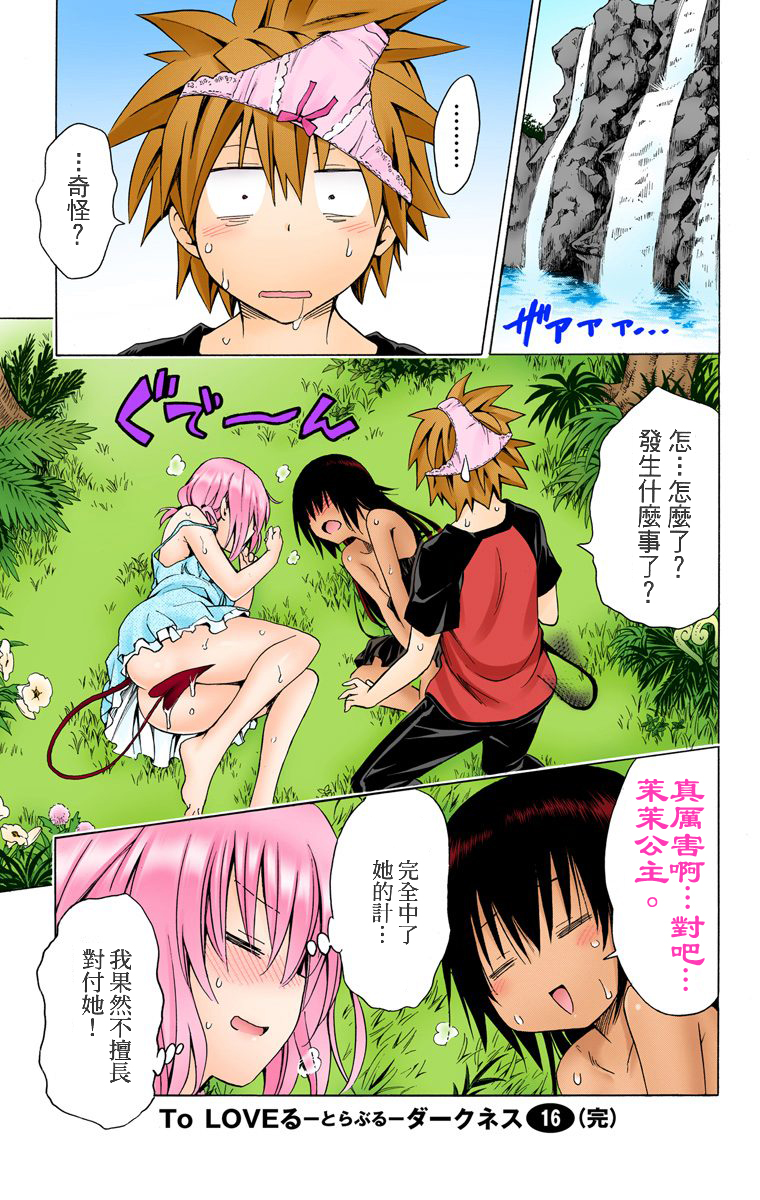 ザアアア...
………
…奇怪？
ぐでーん
怎…怎麼了？
發生什麼事了？
真厲害啊…對吧…
茉茉公主。
完全中了
她的計…
我果然不擅長
對付她！
To LOVEる—とらぶる—ダークネス 16 (完)